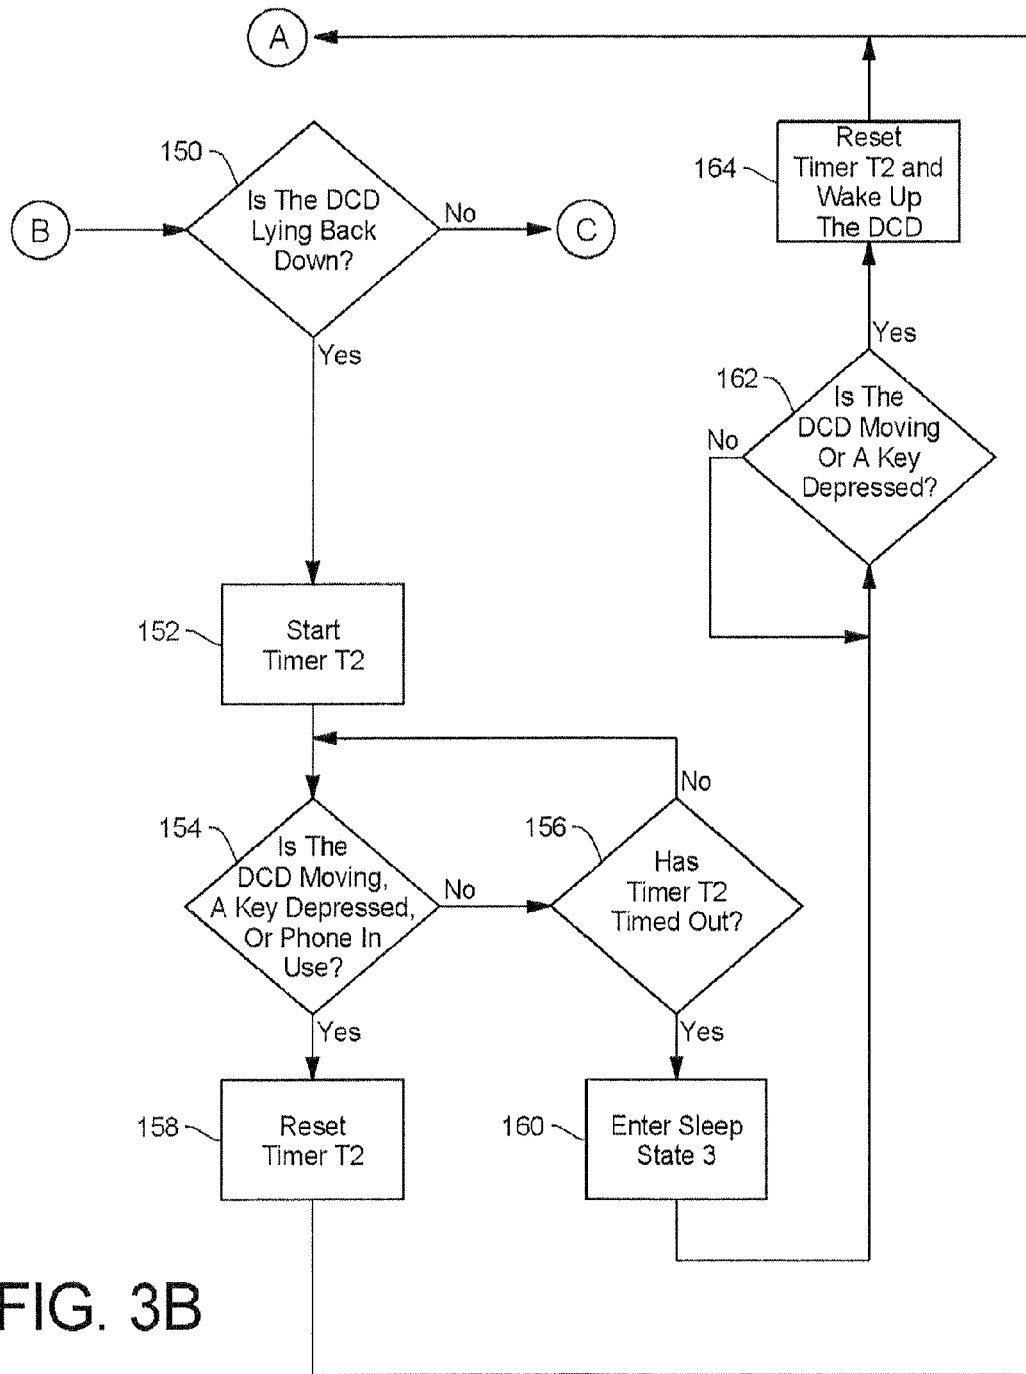 A
B
150
Is The DCD
Lying Back
Down?
No
C
Yes
152
Start
Timer T2
154
Is The
DCD Moving,
A Key Depressed,
Or Phone In
Use?
No
Yes
156
Has
Timer T2
Timed Out?
No
Yes
158
Reset
Timer T2
160
Enter Sleep
State 3
162
Is The
DCD Moving
Or A Key
Depressed?
No
Yes
164
Reset
Timer T2 and
Wake Up
The DCD
FIG. 3B